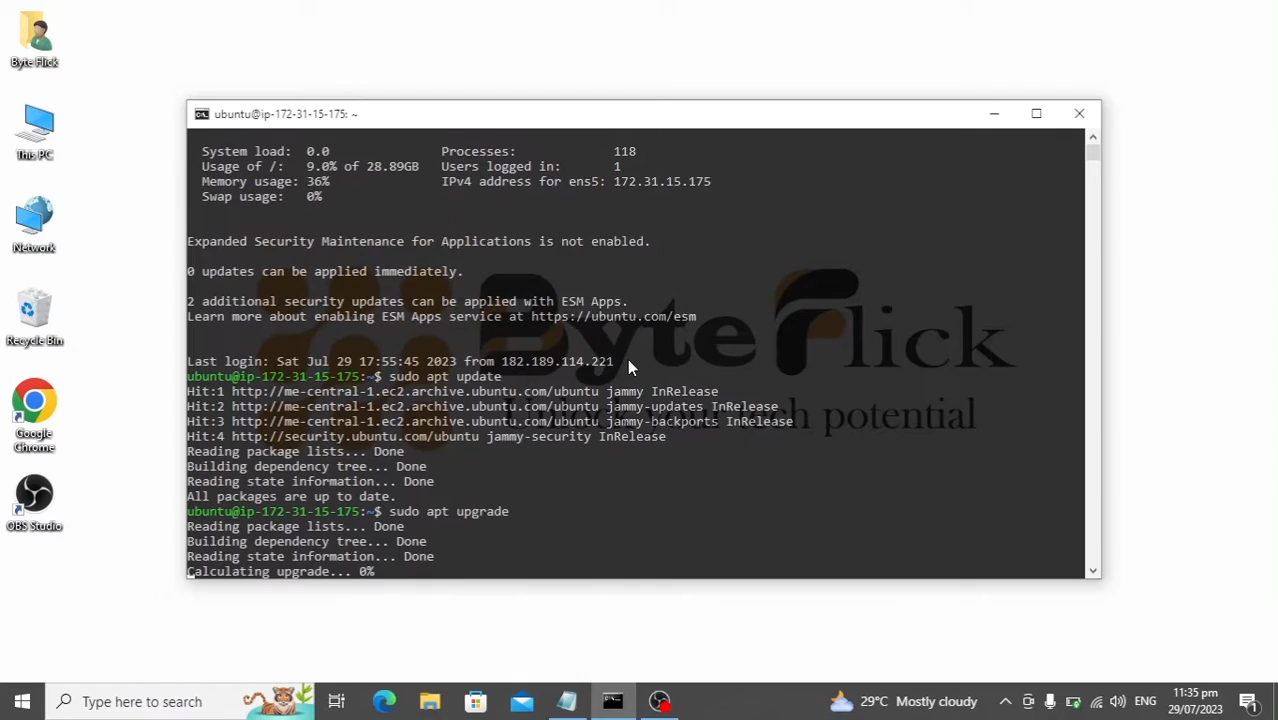 Byte Flick
This PC
Network
Recycle Bin
Google
Chrome
OBS Studio
ubuntu@ip-172-31-15-175: ~
System load: 0.0 Processes: 118
Usage of /: 9.0% of 28.89GB Users logged in: 1
Memory usage: 36% IPv4 address for ens5: 172.31.15.175
Swap usage: 0%
Expanded Security Maintenance for Applications is not enabled.
0 updates can be applied immediately.
2 additional security updates can be applied with ESM Apps.
Learn more about enabling ESM Apps service at https://ubuntu.com/esm
Last login: Sat Jul 29 17:55:45 2023 from 182.189.114.221
ubuntu@ip-172-31-15-175:~$ sudo apt update
Hit:1 http://me-central-1.ec2.archive.ubuntu.com/ubuntu jammy InRelease
Hit:2 http://me-central-1.ec2.archive.ubuntu.com/ubuntu jammy-updates InRelease
Hit:3 http://me-central-1.ec2.archive.ubuntu.com/ubuntu jammy-backports InRelease
Hit:4 http://security.ubuntu.com/ubuntu jammy-security InRelease
Reading package lists... Done
Building dependency tree... Done
Reading state information... Done
All packages are up to date.
ubuntu@ip-172-31-15-175:~$ sudo apt upgrade
Reading package lists... Done
Building dependency tree... Done
Reading state information... Done
Calculating upgrade... 0%
Byte Flick
Unlock your tech potential
Type here to search
29°C Mostly cloudy
ENG
11:35 pm
29/07/2023
1